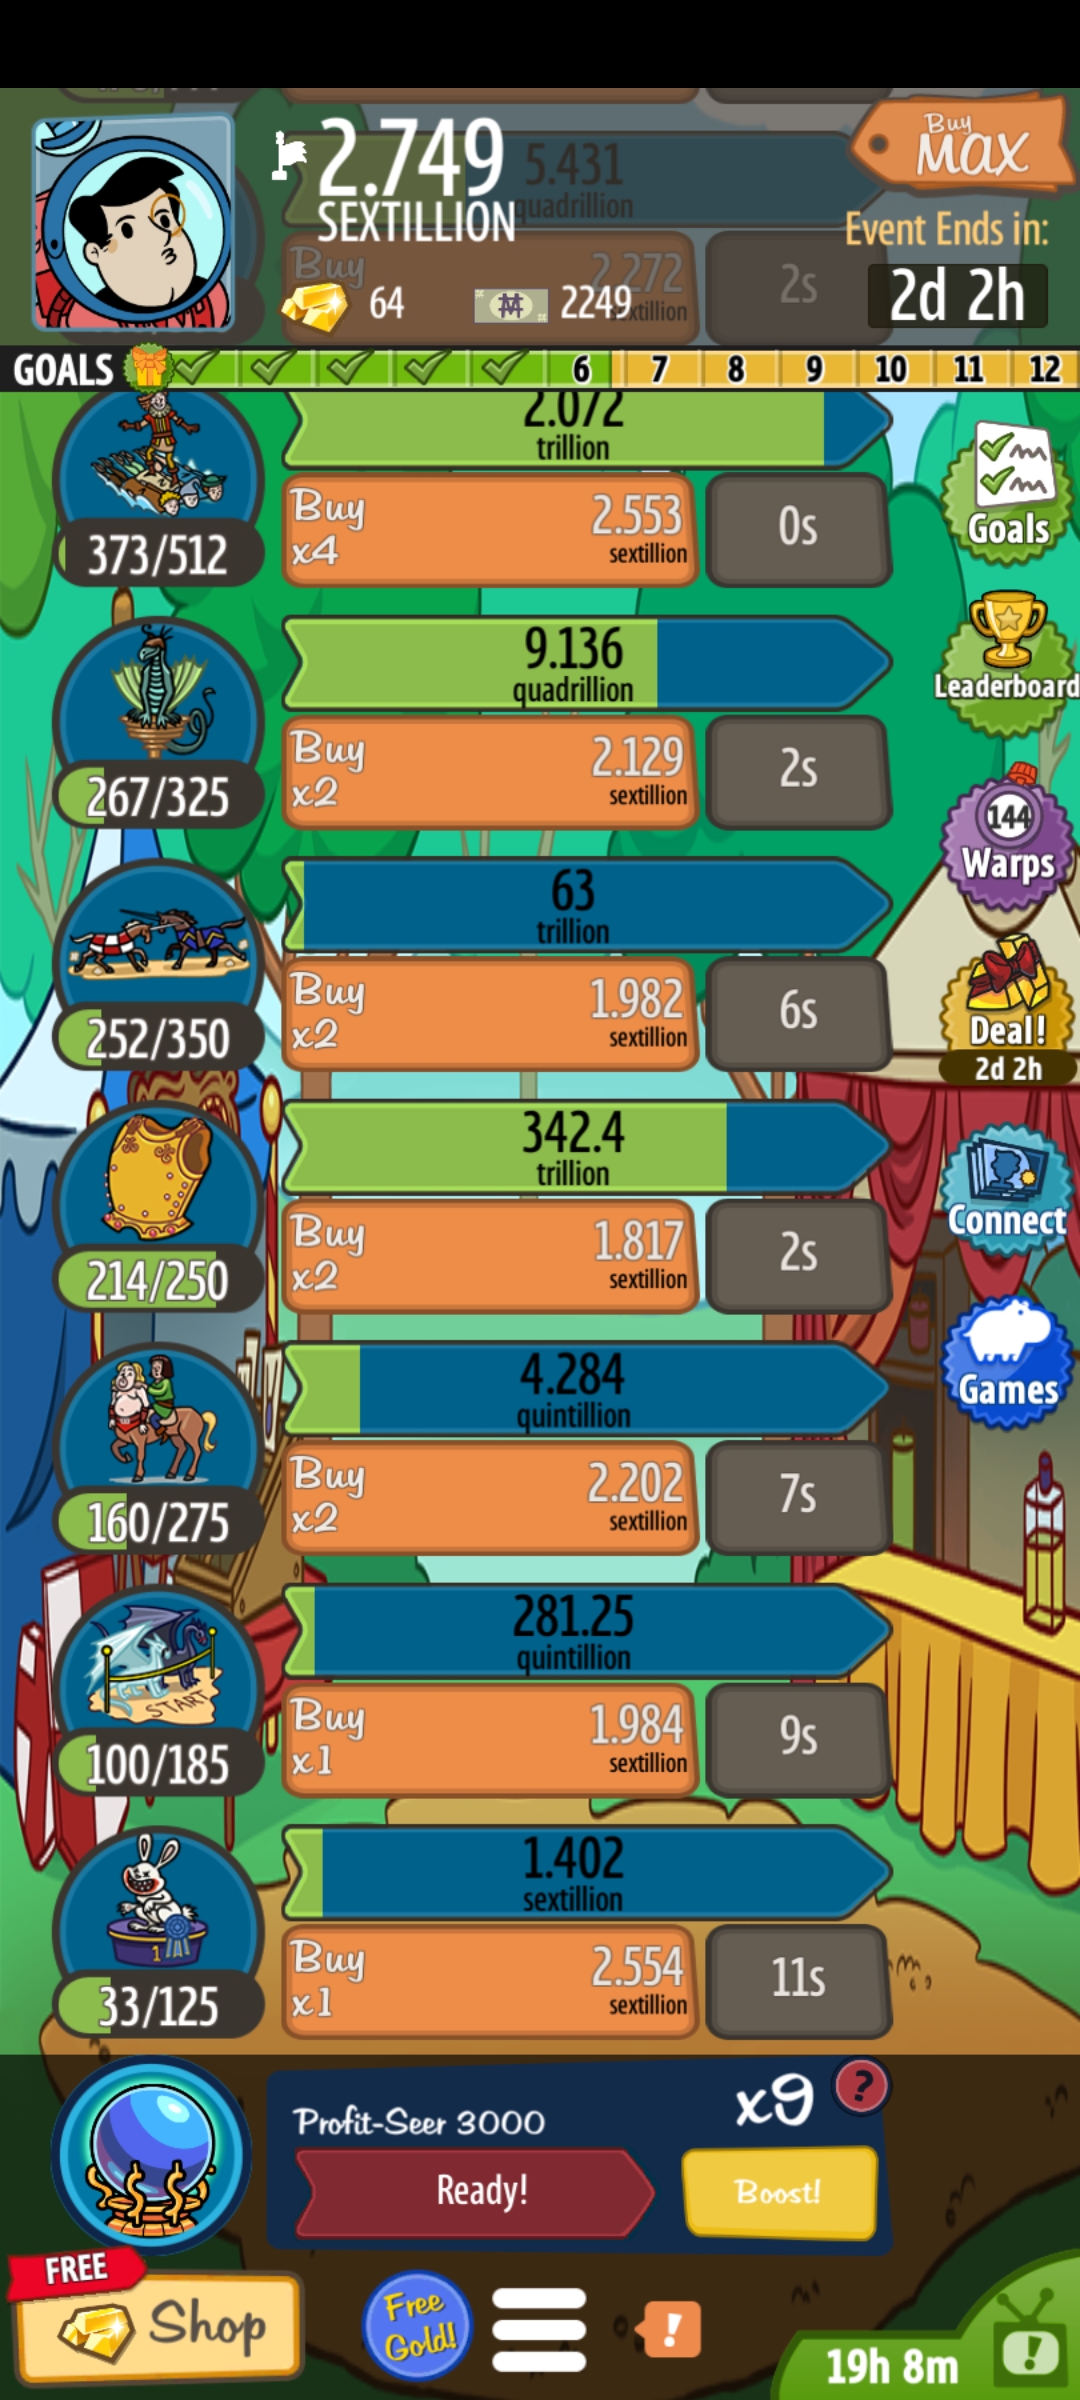 Buy
MAX
2.749
SEXTILLION
5.431
quadrillion
Event Ends in:
2d 2h
Buy
2.272
sextillion
2s
64
2249
GOALS 6 7 8 9 10 11 12
2.072
trillion
373/512
Buy
x4
2.553
sextillion
0s
Goals
9.136
quadrillion
267/325
Buy
x2
2.129
sextillion
2s
Leaderboard
144
Warps
63
trillion
252/350
Buy
x2
1.982
sextillion
6s
Deal!
2d 2h
342.4
trillion
214/250
Buy
x2
1.817
sextillion
2s
Connect
4.284
quintillion
160/275
Buy
x2
2.202
sextillion
7s
Games
281.25
quintillion
START
100/185
Buy
x1
1.984
sextillion
9s
1.402
sextillion
1
33/125
Buy
x1
2.554
sextillion
11s
Profit-Seer 3000
x9
?
Ready!
Boost!
FREE
Shop
Free
Gold!
!
19h 8m
!